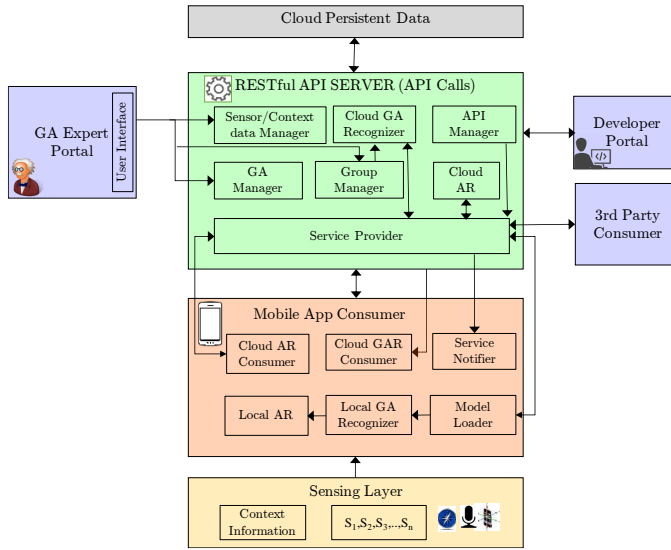 Cloud Persistent Data
RESTful API SERVER (API Calls)
GA Expert
Portal
User Interface
Sensor/Context
data Manager
Cloud GA
Recognizer
API
Manager
Developer
Portal
GA
Manager
Group
Manager
Cloud
AR
3rd Party
Consumer
Service Provider
Mobile App Consumer
Cloud AR
Consumer
Cloud GAR
Consumer
Service
Notifier
Local AR
Local GA
Recognizer
Model
Loader
Sensing Layer
Context
Information
S₁,S₂,S₃,..,Sₙ